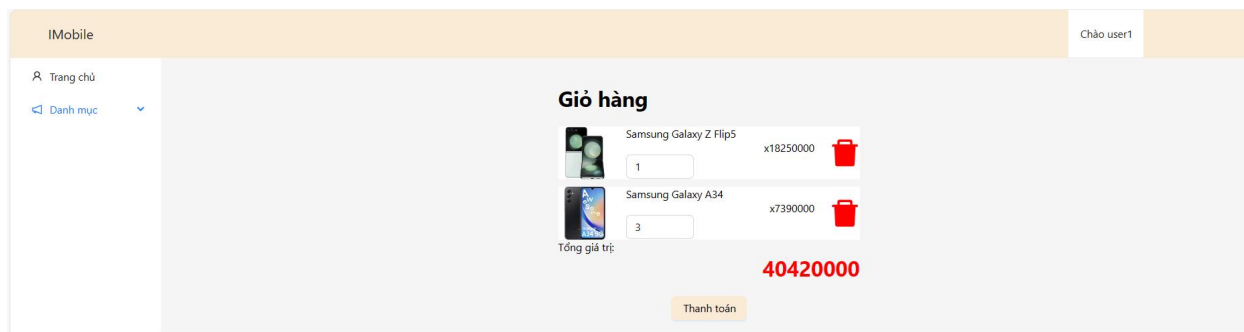 IMobile
Chào user1
Trang chủ
Danh mục
Giỏ hàng
Samsung Galaxy Z Flip5
1
x18250000
Samsung Galaxy A34
3
x7390000
Tổng giá trị:
40420000
Thanh toán